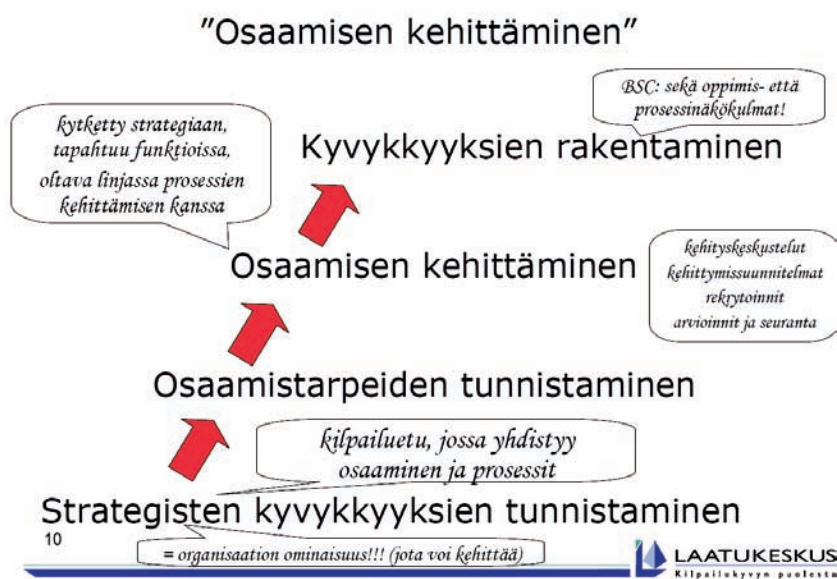 ”Osaamisen kehittäminen”
BSC: sekä oppimis- että
prosessinäkökulmat!
kytketty strategiaan,
tapahtuu funktioissa,
oltava linjassa prosessien
kehittämisen kanssa
Kyvykkyyksien rakentaminen
Osaamisen kehittäminen
kehityskeskustelut
kehittymissuunnitelmat
rekrytoinnit
arvioinnit ja seuranta
Osaamistarpeiden tunnistaminen
kilpailuetu, jossa yhdistyy
osaaminen ja prosessit
Strategisten kyvykkyyksien tunnistaminen
10
= organisaation ominaisuus!!! (jota voi kehittää)
LAATUKESKUS
Kilpailukyvyn puolesta